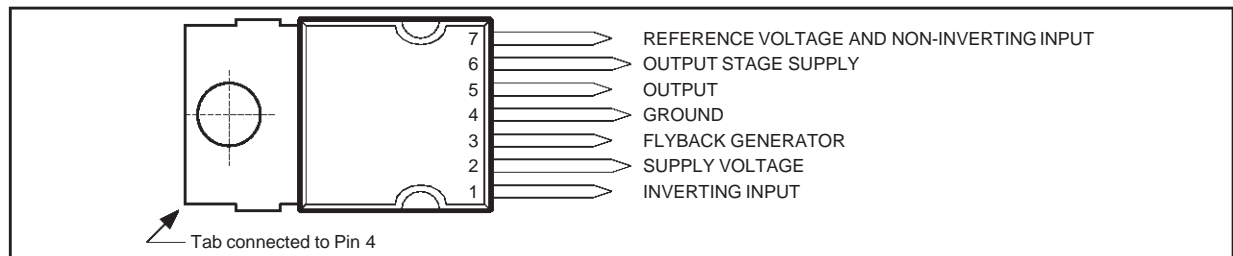 7 REFERENCE VOLTAGE AND NON-INVERTING INPUT
6 OUTPUT STAGE SUPPLY
5 OUTPUT
4 GROUND
3 FLYBACK GENERATOR
2 SUPPLY VOLTAGE
1 INVERTING INPUT
Tab connected to Pin 4